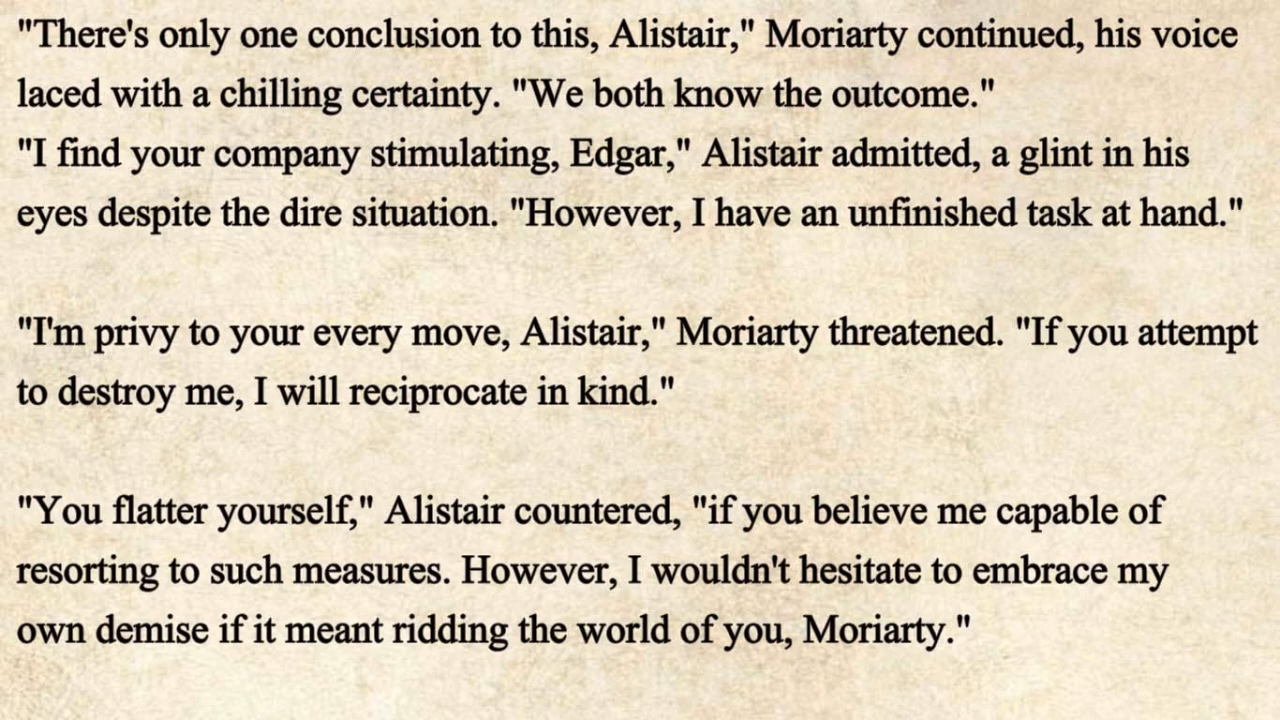 "There's only one conclusion to this, Alistair," Moriarty continued, his voice
laced with a chilling certainty. "We both know the outcome."
"I find your company stimulating, Edgar," Alistair admitted, a glint in his
eyes despite the dire situation. "However, I have an unfinished task at hand."
"I'm privy to your every move, Alistair," Moriarty threatened. "If you attempt
to destroy me, I will reciprocate in kind."
"You flatter yourself," Alistair countered, "if you believe me capable of
resorting to such measures. However, I wouldn't hesitate to embrace my
own demise if it meant ridding the world of you, Moriarty."